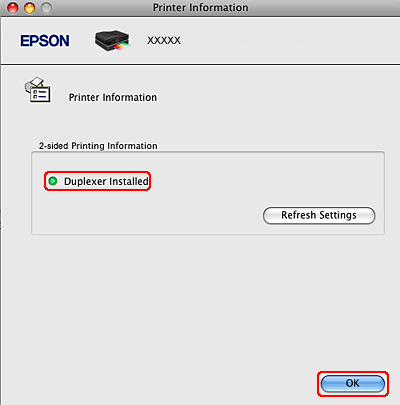 Printer Information
EPSON XXXXX
Printer Information
2-sided Printing Information
Duplexer Installed
Refresh Settings
OK